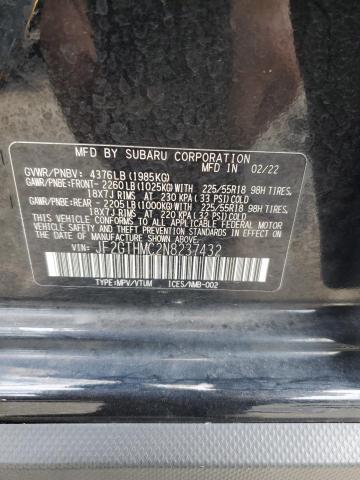 MFD BY SUBARU CORPORATION
GVWR/PNBV: 4376LB (1985KG) MFD IN 02/22
GAWR/PNBE:FRONT- 2260LB(1025KG)WITH 225/55R18 98H TIRES,
18X7J RIMS AT 230 KPA(33 PSI)COLD
GAWR/PNBE:REAR - 2205LB(1000KG)WITH 225/55R18 98H TIRES,
18X7J RIMS AT 220 KPA(32 PSI)COLD
THIS VEHICLE CONFORMS TO ALL APPLICABLE FEDERAL MOTOR VEHICLE
SAFETY, BUMPER, AND THEFT PREVENTION STANDARDS IN EFFECT ON THE
DATE OF MANUFACTURE SHOWN ABOVE.
VIN: JF2GTHMC2N8237432
TYPE:MPV/VTUM ICES/NMB-002